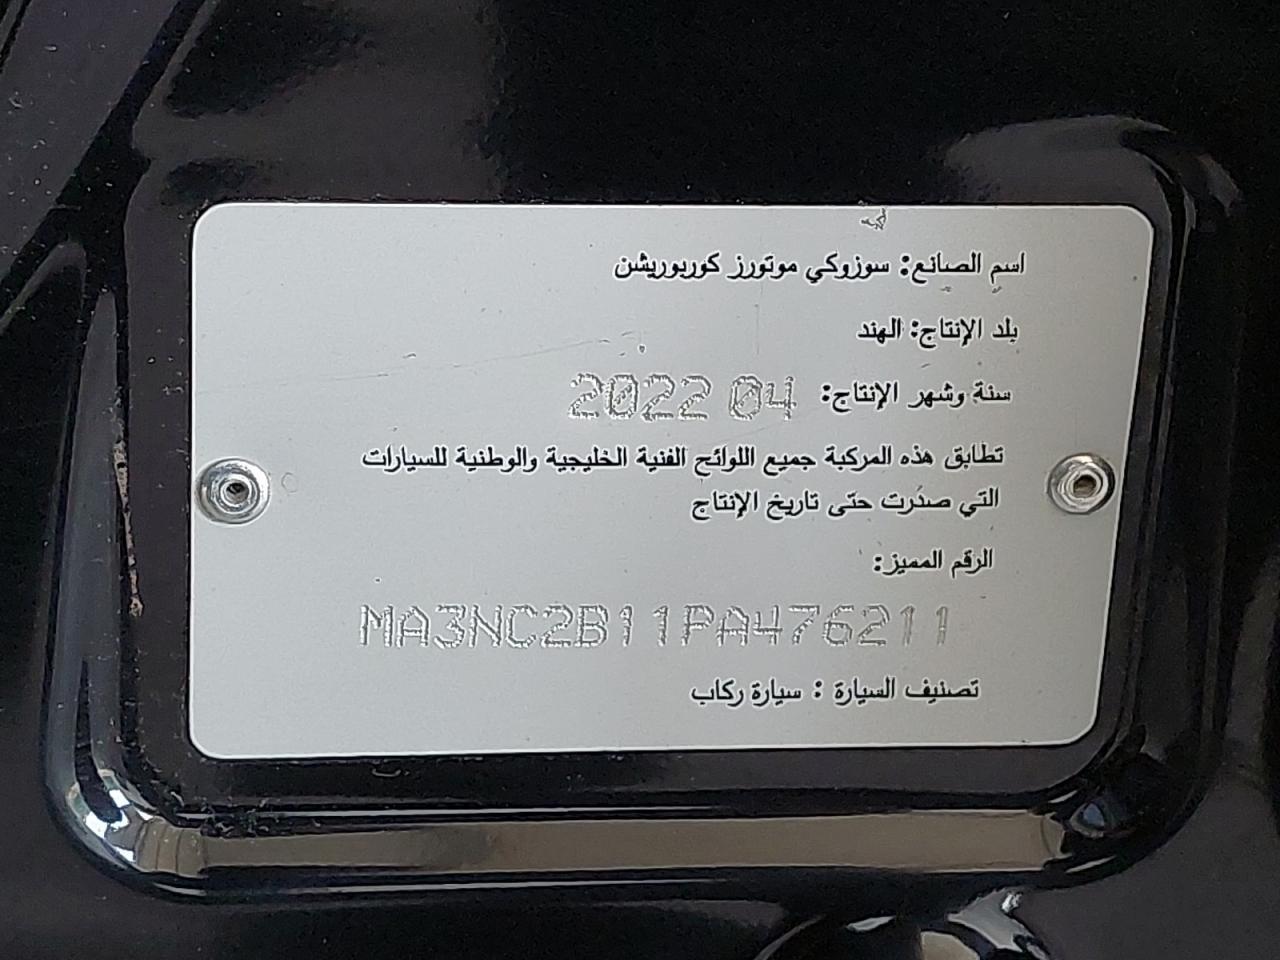 اسم الصانع: سوزوكي موتورز كوربوريشن
بلد الإنتاج: الهند
سنة وشهر الإنتاج: 2022 04
تطابق هذه المركبة جميع اللوائح الفنية الخليجية والوطنية للسيارات
التي صدرت حتى تاريخ الإنتاج
الرقم المميز:
MA3NC2B11PA476211
تصنيف السيارة : سيارة ركاب